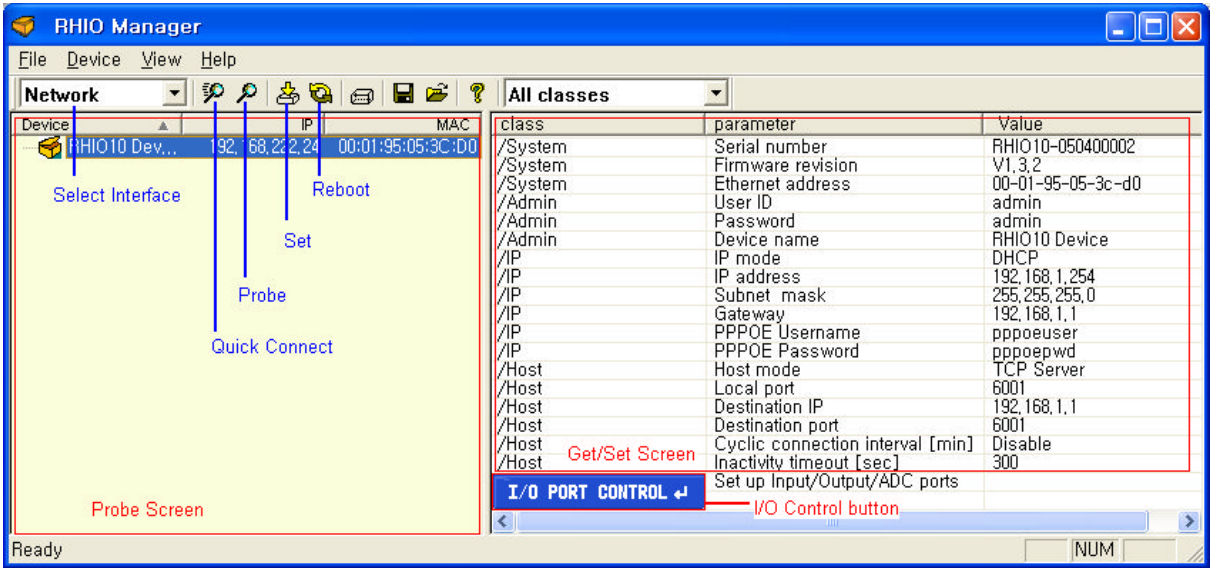 RHIO Manager
File Device View Help
Network All classes
Device IP MAC
RHIO10 Dev... 192,168,222,24 00:01:95:05:3C:D0
Select Interface
Reboot
Set
Probe
Quick Connect
Probe Screen
class parameter Value
/System Serial number RHIO10-050400002
/System Firmware revision V1,3,2
/System Ethernet address 00-01-95-05-3c-d0
/Admin User ID admin
/Admin Password admin
/Admin Device name RHIO10 Device
/IP IP mode DHCP
/IP IP address 192,168,1,254
/IP Subnet mask 255,255,255,0
/IP Gateway 192,168,1,1
/IP PPPOE Username pppoeuser
/IP PPPOE Password pppoepwd
/Host Host mode TCP Server
/Host Local port 6001
/Host Destination IP 192,168,1,1
/Host Destination port 6001
/Host Cyclic connection interval [min] Disable
/Host Inactivity timeout [sec] 300
Get/Set Screen
I/O PORT CONTROL ↵ Set up Input/Output/ADC ports
I/O Control button
Ready NUM